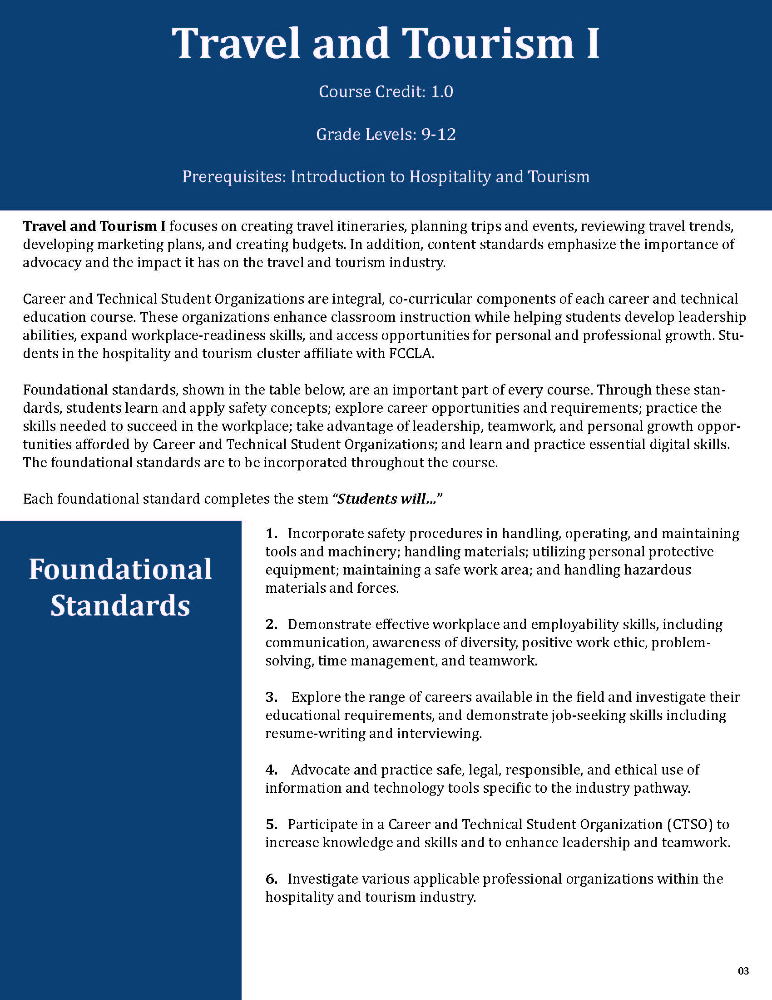 Travel and Tourism I
Course Credit: 1.0
Grade Levels: 9-12
Prerequisites: Introduction to Hospitality and Tourism
Travel and Tourism I focuses on creating travel itineraries, planning trips and events, reviewing travel trends,
developing marketing plans, and creating budgets. In addition, content standards emphasize the importance of
advocacy and the impact it has on the travel and tourism industry.
Career and Technical Student Organizations are integral, co-curricular components of each career and technical
education course. These organizations enhance classroom instruction while helping students develop leadership
abilities, expand workplace-readiness skills, and access opportunities for personal and professional growth. Stu-
dents in the hospitality and tourism cluster affiliate with FCCLA.
Foundational standards, shown in the table below, are an important part of every course. Through these stan-
dards, students learn and apply safety concepts; explore career opportunities and requirements; practice the
skills needed to succeed in the workplace; take advantage of leadership, teamwork, and personal growth oppor-
tunities afforded by Career and Technical Student Organizations; and learn and practice essential digital skills.
The foundational standards are to be incorporated throughout the course.
Each foundational standard completes the stem “Students will…”
Foundational
Standards
1. Incorporate safety procedures in handling, operating, and maintaining
tools and machinery; handling materials; utilizing personal protective
equipment; maintaining a safe work area; and handling hazardous
materials and forces.
2. Demonstrate effective workplace and employability skills, including
communication, awareness of diversity, positive work ethic, problem-
solving, time management, and teamwork.
3. Explore the range of careers available in the field and investigate their
educational requirements, and demonstrate job-seeking skills including
resume-writing and interviewing.
4. Advocate and practice safe, legal, responsible, and ethical use of
information and technology tools specific to the industry pathway.
5. Participate in a Career and Technical Student Organization (CTSO) to
increase knowledge and skills and to enhance leadership and teamwork.
6. Investigate various applicable professional organizations within the
hospitality and tourism industry.
03